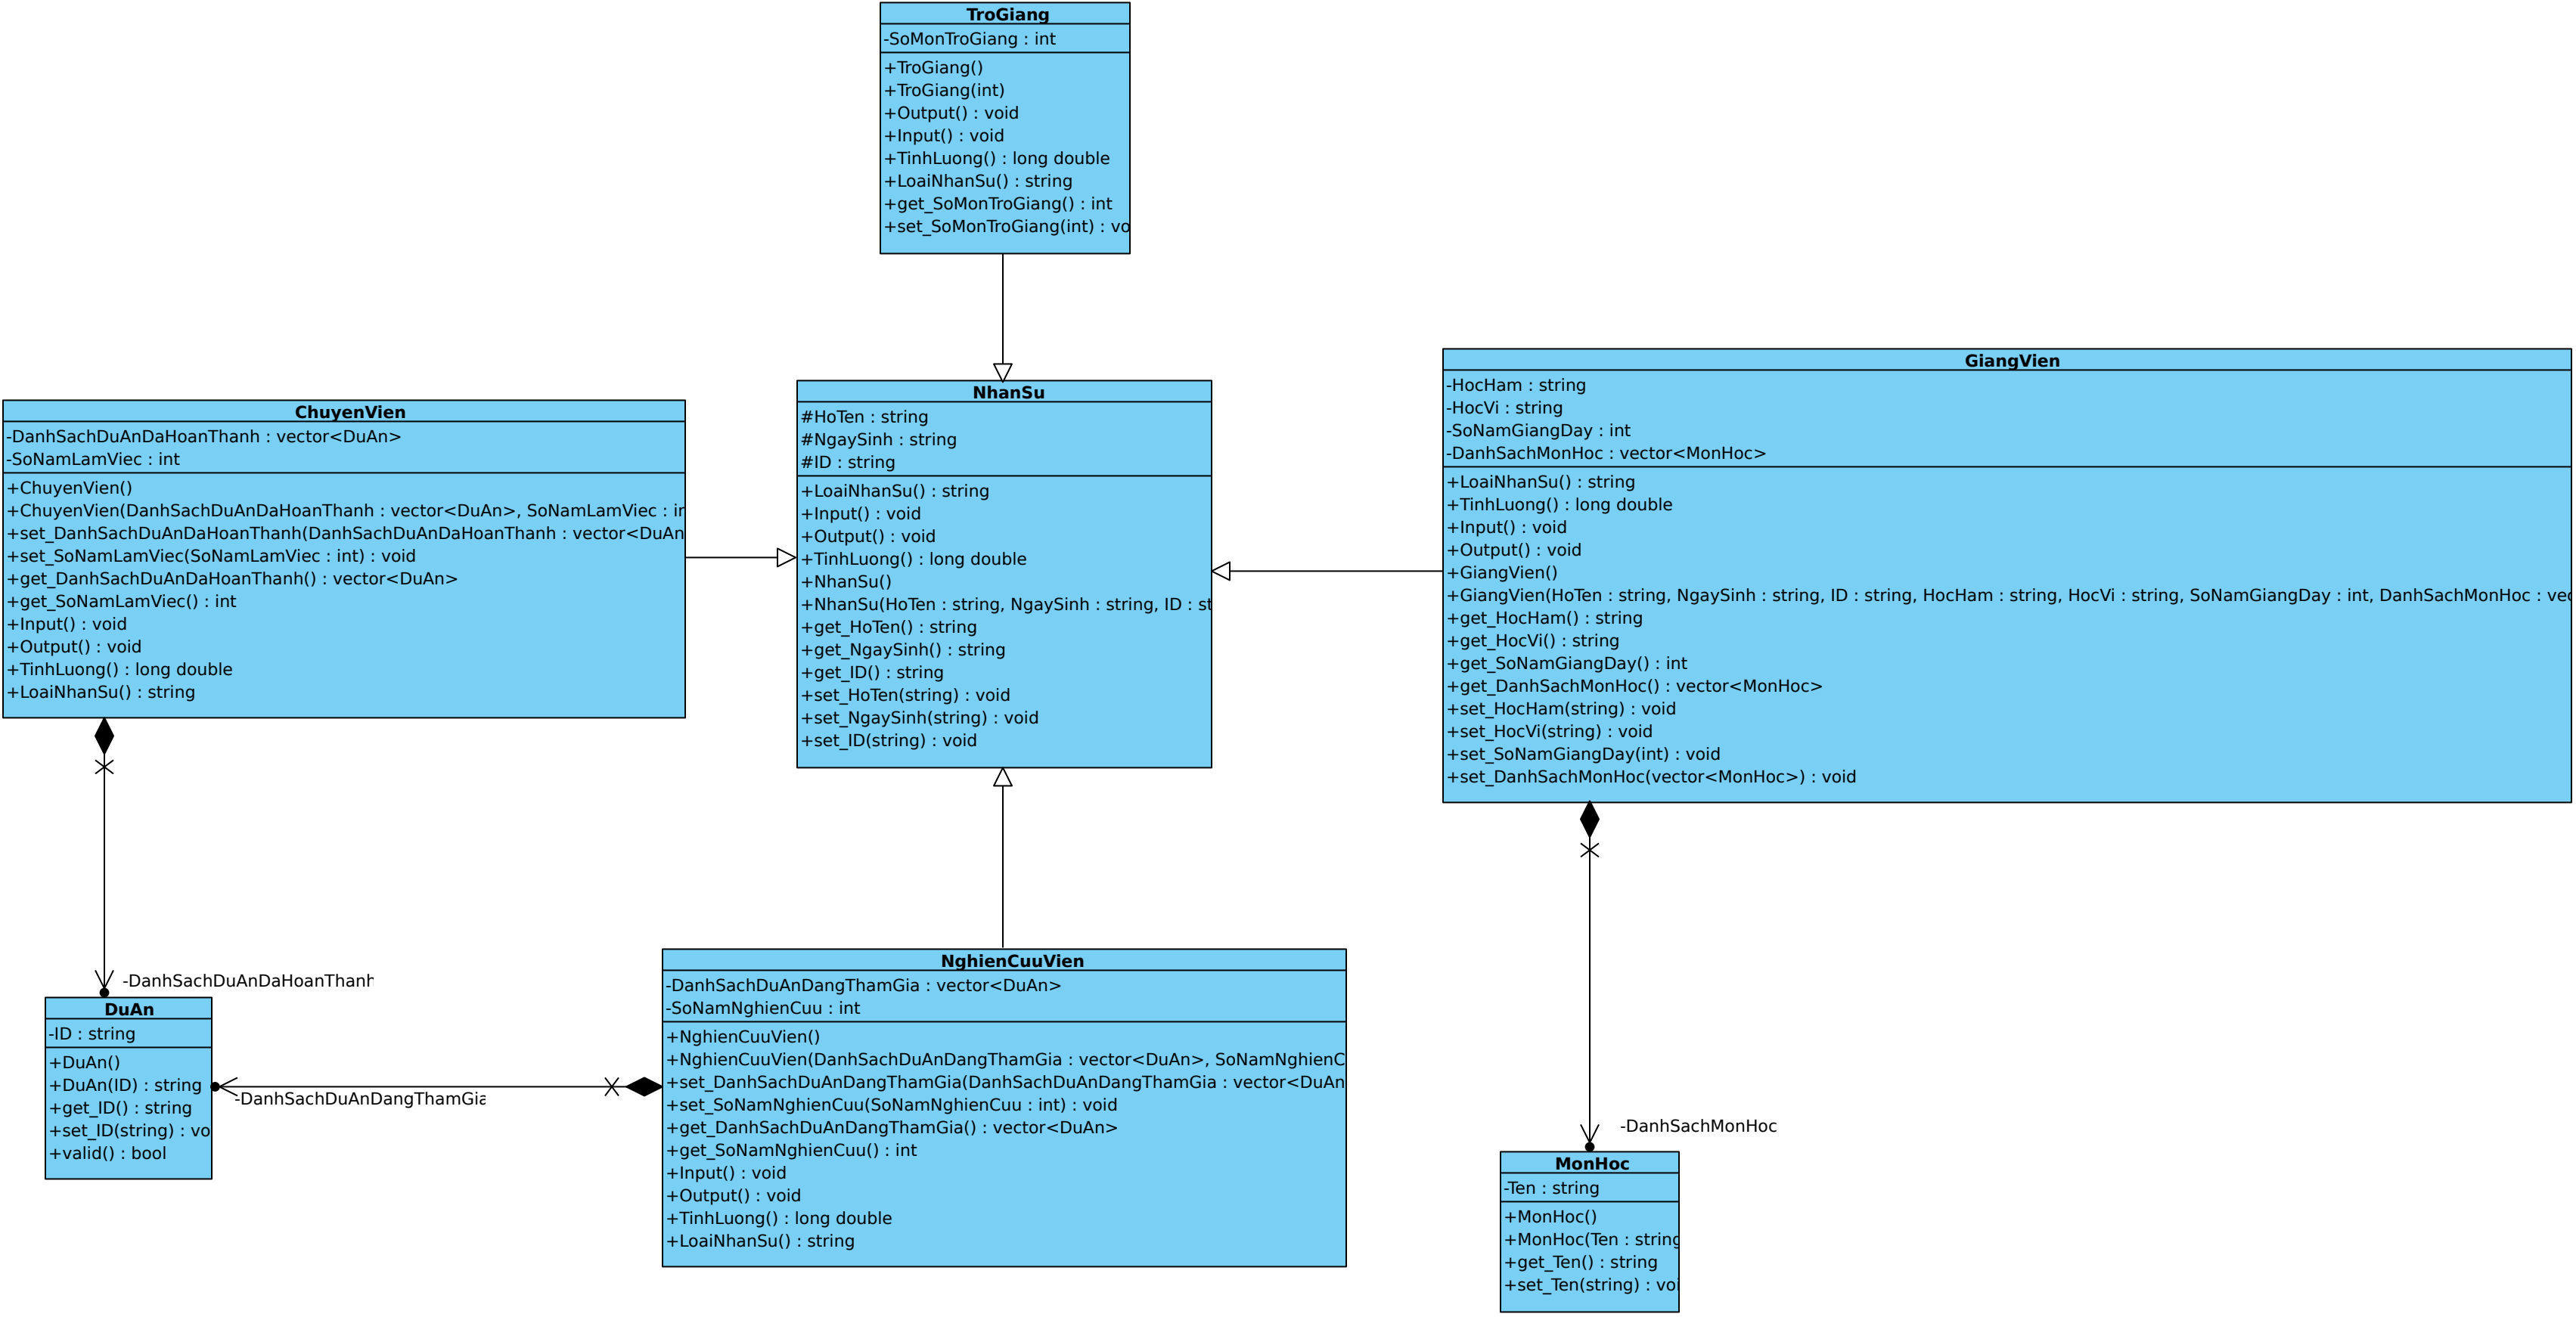 TroGiang
-SoMonTroGiang : int
+TroGiang()
+TroGiang(int)
+Output() : void
+Input() : void
+TinhLuong() : long double
+LoaiNhanSu() : string
+get_SoMonTroGiang() : int
+set_SoMonTroGiang(int) : vo
ChuyenVien
-DanhSachDuAnDaHoanThanh : vector<DuAn>
-SoNamLamViec : int
+ChuyenVien()
+ChuyenVien(DanhSachDuAnDaHoanThanh : vector<DuAn>, SoNamLamViec : in
+set_DanhSachDuAnDaHoanThanh(DanhSachDuAnDaHoanThanh : vector<DuAn
+set_SoNamLamViec(SoNamLamViec : int) : void
+get_DanhSachDuAnDaHoanThanh() : vector<DuAn>
+get_SoNamLamViec() : int
+Input() : void
+Output() : void
+TinhLuong() : long double
+LoaiNhanSu() : string
NhanSu
#HoTen : string
#NgaySinh : string
#ID : string
+LoaiNhanSu() : string
+Input() : void
+Output() : void
+TinhLuong() : long double
+NhanSu()
+NhanSu(HoTen : string, NgaySinh : string, ID : st
+get_HoTen() : string
+get_NgaySinh() : string
+get_ID() : string
+set_HoTen(string) : void
+set_NgaySinh(string) : void
+set_ID(string) : void
GiangVien
-HocHam : string
-HocVi : string
-SoNamGiangDay : int
-DanhSachMonHoc : vector<MonHoc>
+LoaiNhanSu() : string
+TinhLuong() : long double
+Input() : void
+Output() : void
+GiangVien()
+GiangVien(HoTen : string, NgaySinh : string, ID : string, HocHam : string, HocVi : string, SoNamGiangDay : int, DanhSachMonHoc : vec
+get_HocHam() : string
+get_HocVi() : string
+get_SoNamGiangDay() : int
+get_DanhSachMonHoc() : vector<MonHoc>
+set_HocHam(string) : void
+set_HocVi(string) : void
+set_SoNamGiangDay(int) : void
+set_DanhSachMonHoc(vector<MonHoc>) : void
-DanhSachDuAnDaHoanThanh
DuAn
-ID : string
+DuAn()
+DuAn(ID) : string
+get_ID() : string
+set_ID(string) : vo
+valid() : bool
-DanhSachDuAnDangThamGia
NghienCuuVien
-DanhSachDuAnDangThamGia : vector<DuAn>
-SoNamNghienCuu : int
+NghienCuuVien()
+NghienCuuVien(DanhSachDuAnDangThamGia : vector<DuAn>, SoNamNghienC
+set_DanhSachDuAnDangThamGia(DanhSachDuAnDangThamGia : vector<DuAn
+set_SoNamNghienCuu(SoNamNghienCuu : int) : void
+get_DanhSachDuAnDangThamGia() : vector<DuAn>
+get_SoNamNghienCuu() : int
+Input() : void
+Output() : void
+TinhLuong() : long double
+LoaiNhanSu() : string
-DanhSachMonHoc
MonHoc
-Ten : string
+MonHoc()
+MonHoc(Ten : string
+get_Ten() : string
+set_Ten(string) : voi